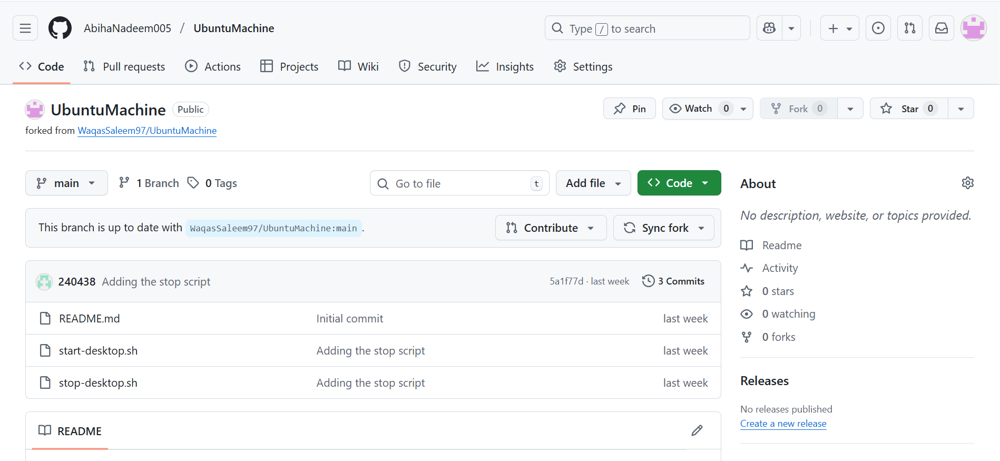 AbihaNadeem005 / UbuntuMachine
Type / to search
Code Pull requests Actions Projects Wiki Security Insights Settings
UbuntuMachine Public
Pin Watch 0 Fork 0 Star 0
forked from WaqasSaleem97/UbuntuMachine
main 1 Branch 0 Tags Go to file t Add file Code
This branch is up to date with WaqasSaleem97/UbuntuMachine:main .
Contribute Sync fork
240438 Adding the stop script 5a1f77d · last week 3 Commits
README.md Initial commit last week
start-desktop.sh Adding the stop script last week
stop-desktop.sh Adding the stop script last week
README
About
No description, website, or topics provided.
Readme
Activity
0 stars
0 watching
0 forks
Releases
No releases published
Create a new release